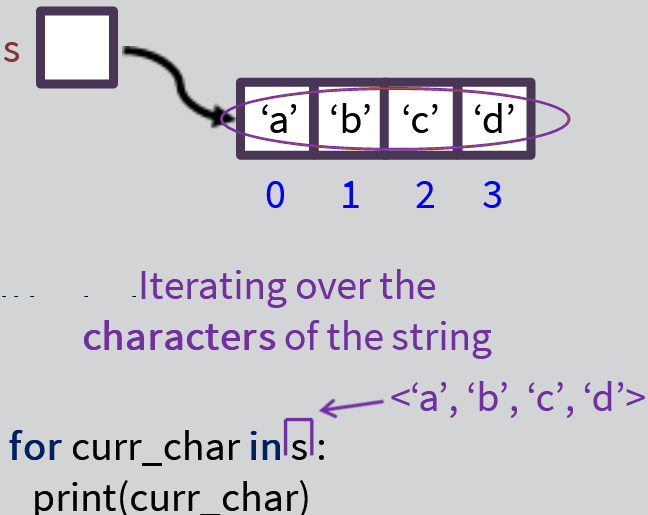 s
‘a’ ‘b’ ‘c’ ‘d’
0 1 2 3
Iterating over the
characters of the string
<‘a’, ‘b’, ‘c’, ‘d’>
for curr_char in s:
print(curr_char)